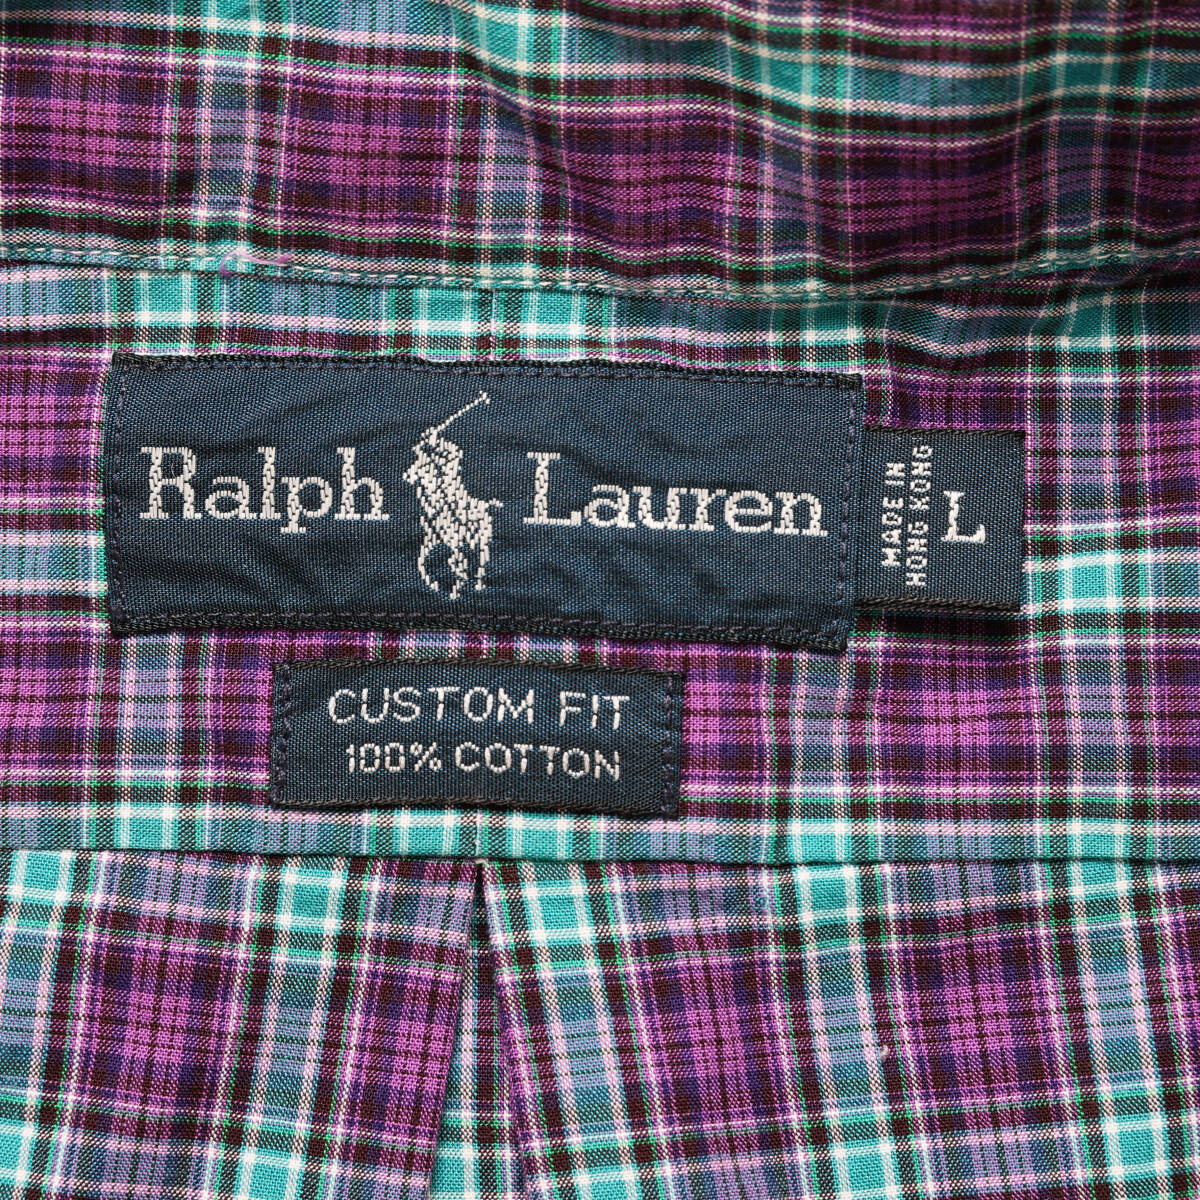 Ralph Lauren
MADE IN
HONG KONG
L
CUSTOM FIT
100% COTTON